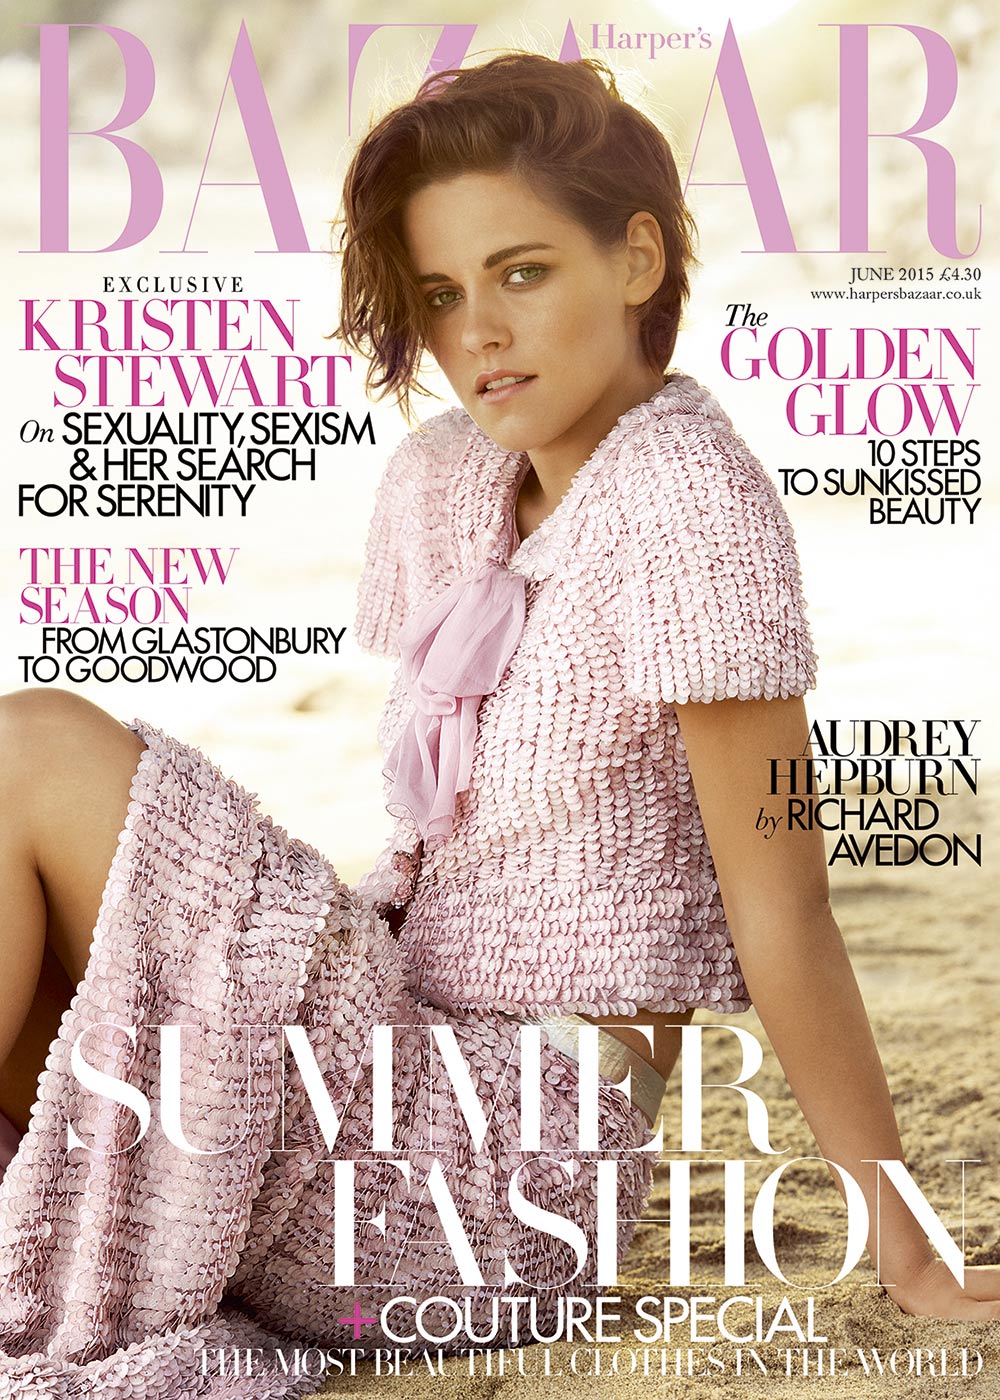 Harper's
BAZAAR
JUNE 2015 £4.30
www.harpersbazaar.co.uk
EXCLUSIVE
KRISTEN
STEWART
On SEXUALITY, SEXISM
& HER SEARCH
FOR SERENITY
THE NEW
SEASON
FROM GLASTONBURY
TO GOODWOOD
The
GOLDEN
GLOW
10 STEPS
TO SUNKISSED
BEAUTY
AUDREY
HEPBURN
by RICHARD
AVEDON
SUMMER
FASHION
+ COUTURE SPECIAL
THE MOST BEAUTIFUL CLOTHES IN THE WORLD